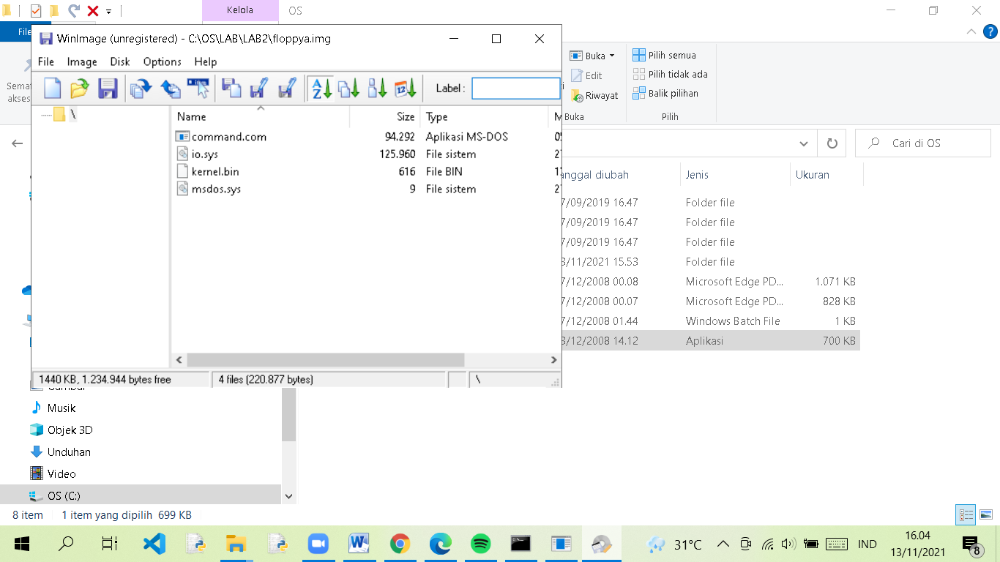 Kelola
OS
File
WinImage (unregistered) - C:\OS\LAB\LAB2\floppya.img
File Image Disk Options Help
Label :
\
Name Size Type M
command.com 94.292 Aplikasi MS-DOS
io.sys 125.960 File sistem
kernel.bin 616 File BIN
msdos.sys 9 File sistem
1440 KB, 1.234.944 bytes free 4 files (220.877 bytes) \
Semat
akses
Buka
Edit
Riwayat
Buka
Pilih semua
Pilih tidak ada
Balik pilihan
Pilih
Cari di OS
anggal diubah Jenis Ukuran
7/09/2019 16.47 Folder file
7/09/2019 16.47 Folder file
7/09/2019 16.47 Folder file
3/11/2021 15.53 Folder file
7/12/2008 00.08 Microsoft Edge PD... 1.071 KB
7/12/2008 00.07 Microsoft Edge PD... 828 KB
7/12/2008 01.44 Windows Batch File 1 KB
3/12/2008 14.12 Aplikasi 700 KB
Gambar
Musik
Objek 3D
Unduhan
Video
OS (C:)
8 item 1 item yang dipilih 699 KB
31°C IND 16.04
13/11/2021
8